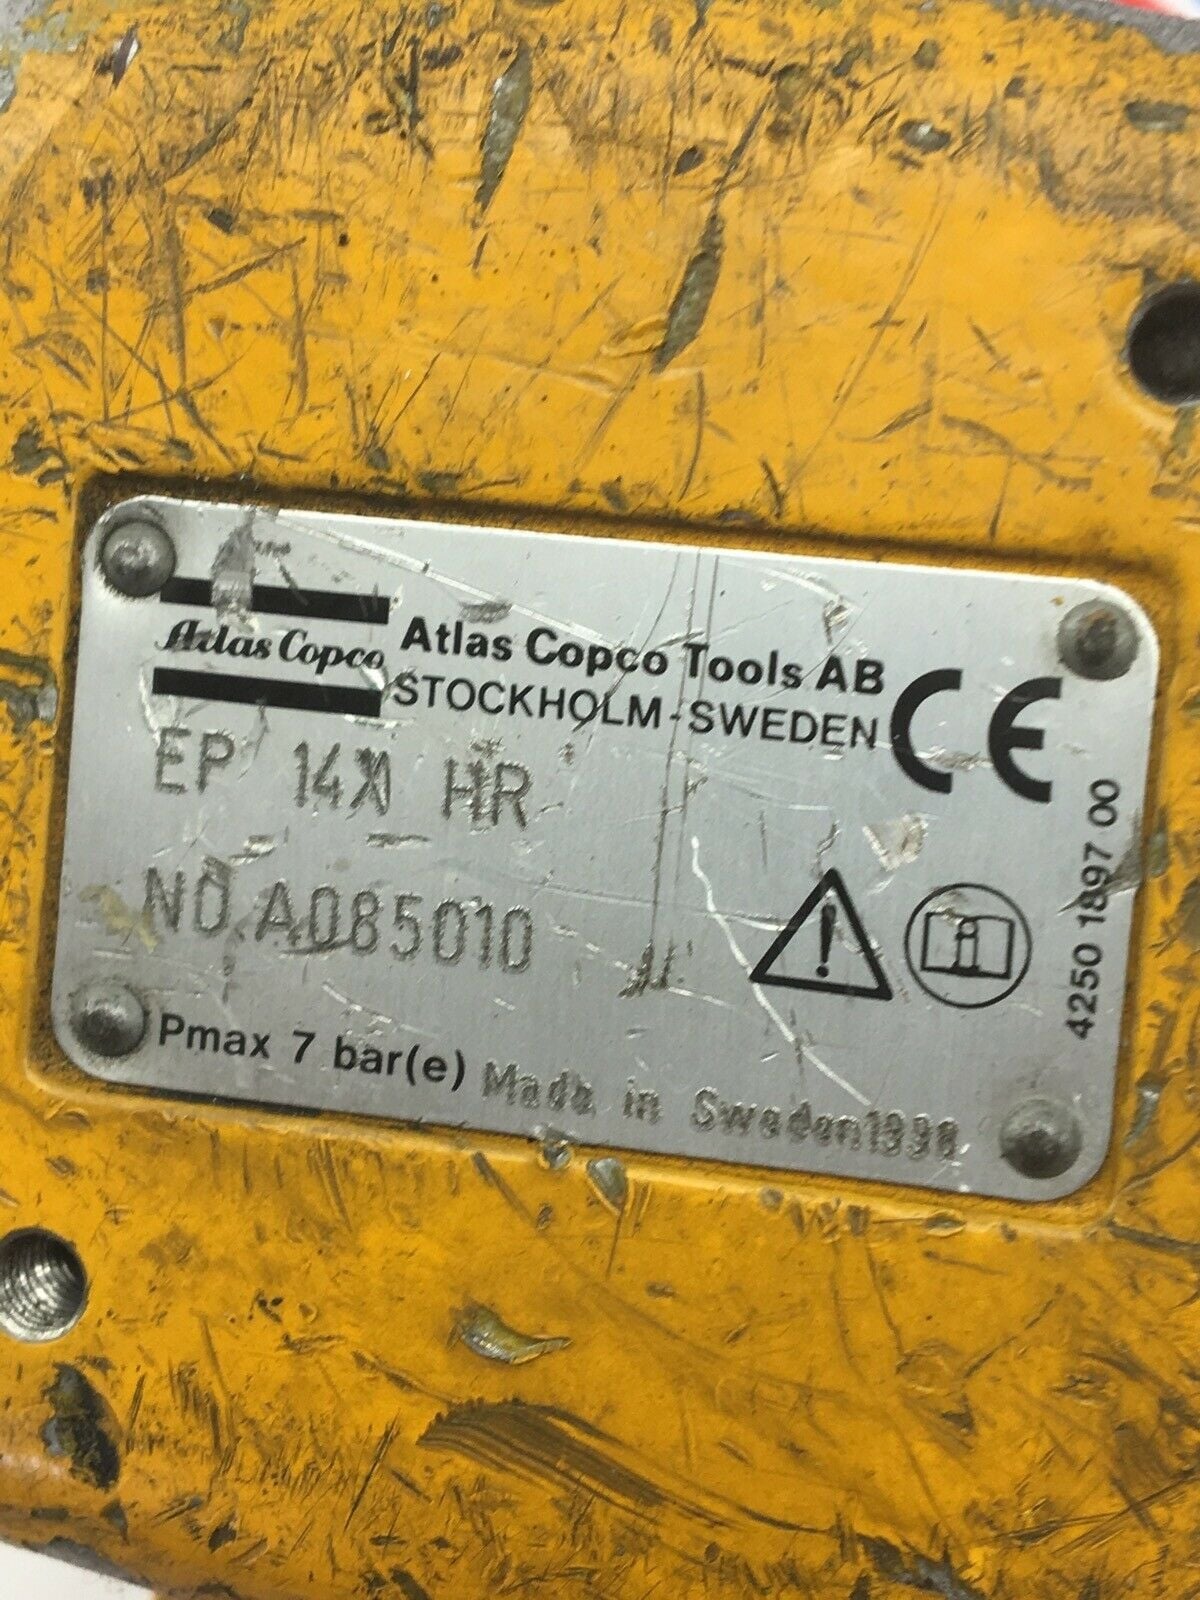 Atlas Copco
Atlas Copco Tools AB
STOCKHOLM-SWEDEN
CE
EP HR
NO.A085010
Pmax 7 bar(e)
Made in Sweden
4250 1897 00